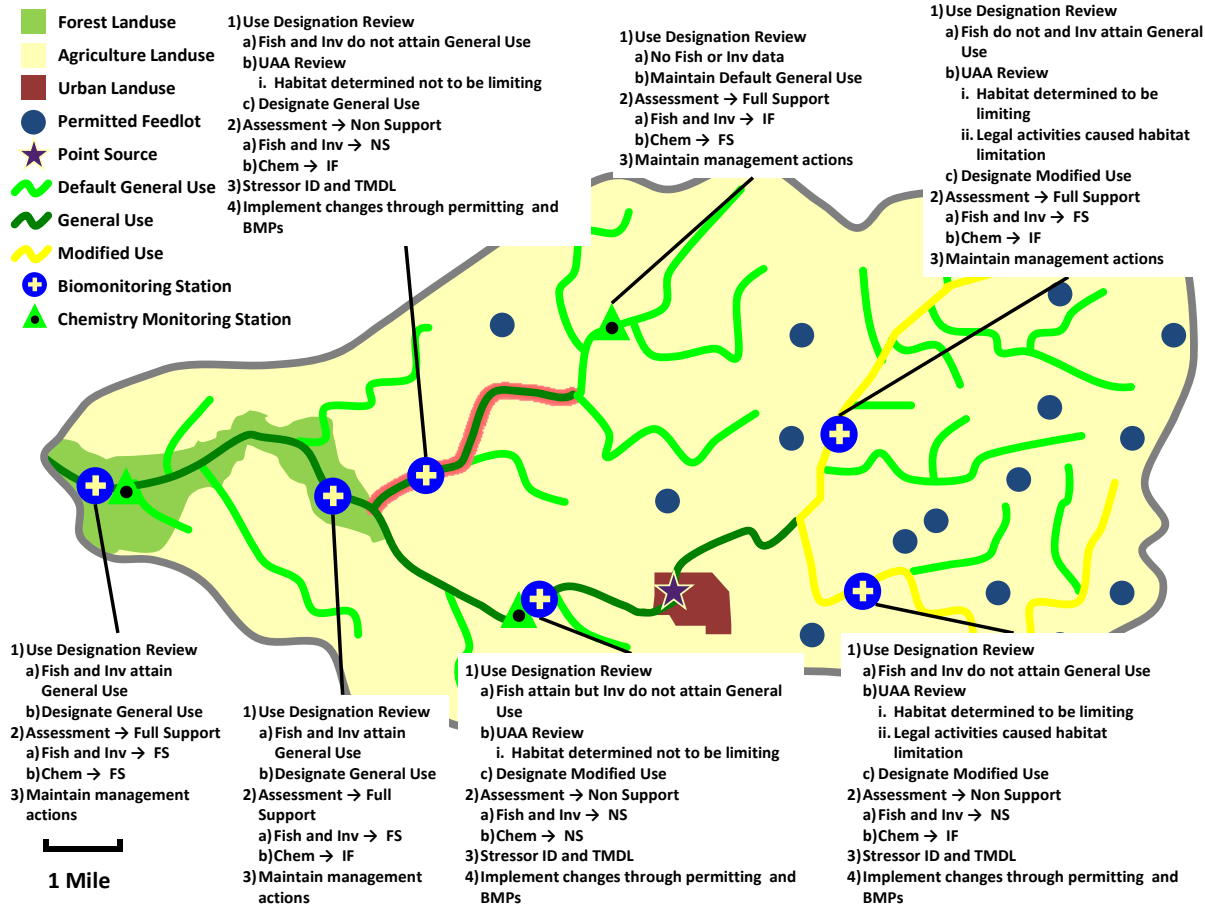 Forest Landuse
Agriculture Landuse
Urban Landuse
Permitted Feedlot
Point Source
Default General Use
General Use
Modified Use
Biomonitoring Station
Chemistry Monitoring Station
1) Use Designation Review
a) Fish and Inv do not attain General Use
b) UAA Review
i. Habitat determined not to be limiting
c) Designate General Use
2) Assessment → Non Support
a) Fish and Inv → NS
b) Chem → IF
3) Stressor ID and TMDL
4) Implement changes through permitting and
BMPs
1) Use Designation Review
a) No Fish or Inv data
b) Maintain Default General Use
2) Assessment → Full Support
a) Fish and Inv → IF
b) Chem → FS
3) Maintain management actions
1) Use Designation Review
a) Fish do not and Inv attain General
Use
b) UAA Review
i. Habitat determined to be
limiting
ii. Legal activities caused habitat
limitation
c) Designate Modified Use
2) Assessment → Full Support
a) Fish and Inv → FS
b) Chem → IF
3) Maintain management actions
1) Use Designation Review
a) Fish and Inv attain
General Use
b) Designate General Use
2) Assessment → Full Support
a) Fish and Inv → FS
b) Chem → FS
3) Maintain management
actions
1 Mile
1) Use Designation Review
a) Fish and Inv attain
General Use
b) Designate General Use
2) Assessment → Full
Support
a) Fish and Inv → FS
b) Chem → IF
3) Maintain management
actions
1) Use Designation Review
a) Fish attain but Inv do not attain General
Use
b) UAA Review
i. Habitat determined not to be limiting
c) Designate Modified Use
2) Assessment → Non Support
a) Fish and Inv → NS
b) Chem → NS
3) Stressor ID and TMDL
4) Implement changes through permitting and
BMPs
1) Use Designation Review
a) Fish and Inv do not attain General Use
b) UAA Review
i. Habitat determined to be limiting
ii. Legal activities caused habitat
limitation
c) Designate Modified Use
2) Assessment → Non Support
a) Fish and Inv → NS
b) Chem → IF
3) Stressor ID and TMDL
4) Implement changes through permitting and
BMPs